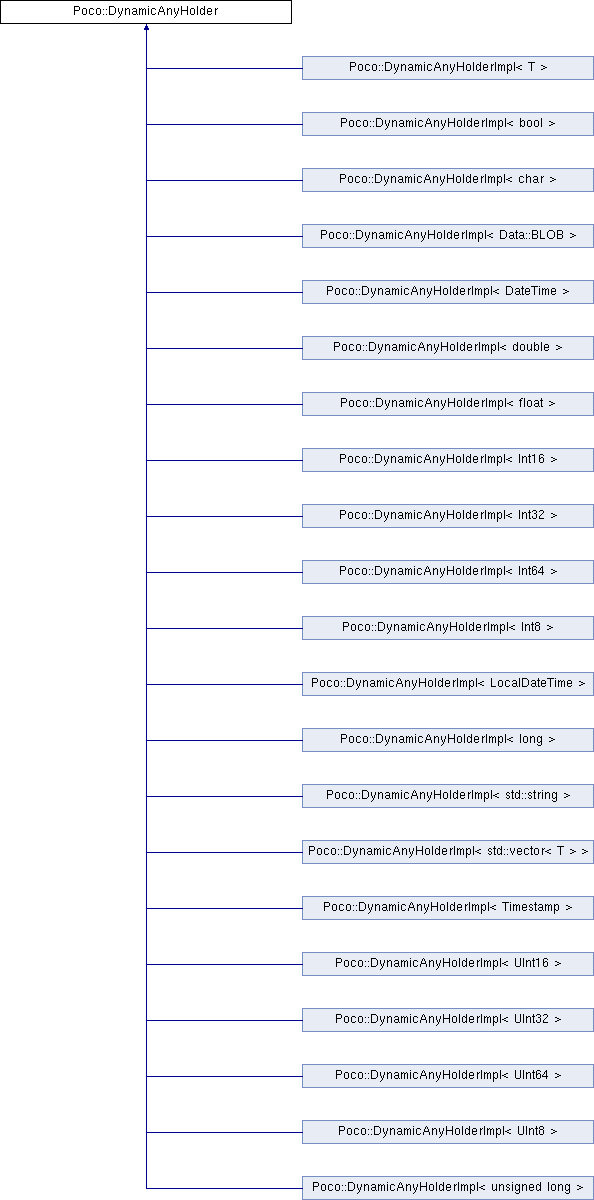 Poco::DynamicAnyHolder
Poco::DynamicAnyHolderImpl< T >
Poco::DynamicAnyHolderImpl< bool >
Poco::DynamicAnyHolderImpl< char >
Poco::DynamicAnyHolderImpl< Data::BLOB >
Poco::DynamicAnyHolderImpl< DateTime >
Poco::DynamicAnyHolderImpl< double >
Poco::DynamicAnyHolderImpl< float >
Poco::DynamicAnyHolderImpl< Int16 >
Poco::DynamicAnyHolderImpl< Int32 >
Poco::DynamicAnyHolderImpl< Int64 >
Poco::DynamicAnyHolderImpl< Int8 >
Poco::DynamicAnyHolderImpl< LocalDateTime >
Poco::DynamicAnyHolderImpl< long >
Poco::DynamicAnyHolderImpl< std::string >
Poco::DynamicAnyHolderImpl< std::vector< T > >
Poco::DynamicAnyHolderImpl< Timestamp >
Poco::DynamicAnyHolderImpl< UInt16 >
Poco::DynamicAnyHolderImpl< UInt32 >
Poco::DynamicAnyHolderImpl< UInt64 >
Poco::DynamicAnyHolderImpl< UInt8 >
Poco::DynamicAnyHolderImpl< unsigned long >